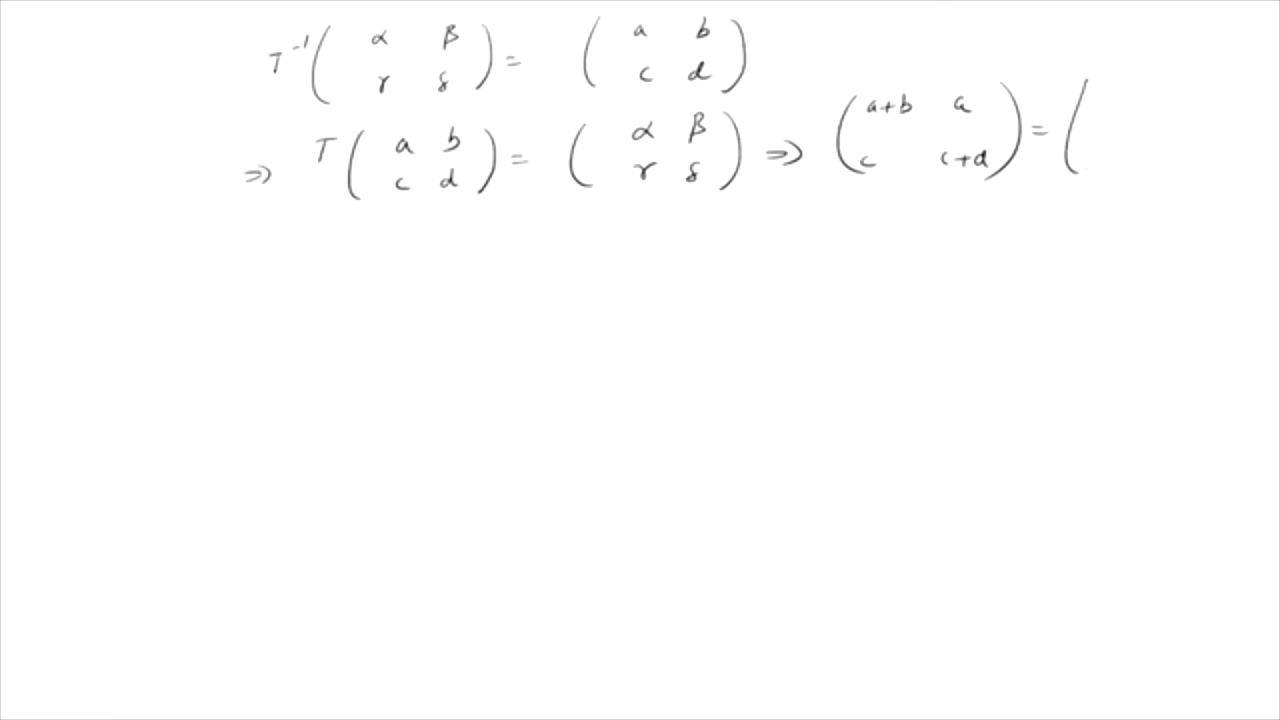 T⁻¹ ( α β ) = ( a b )
( γ δ ) ( c d )
⇒ T ( a b ) = ( α β ) ⇒ ( a+b a ) = (
( c d ) ( γ δ ) ( c c+d )